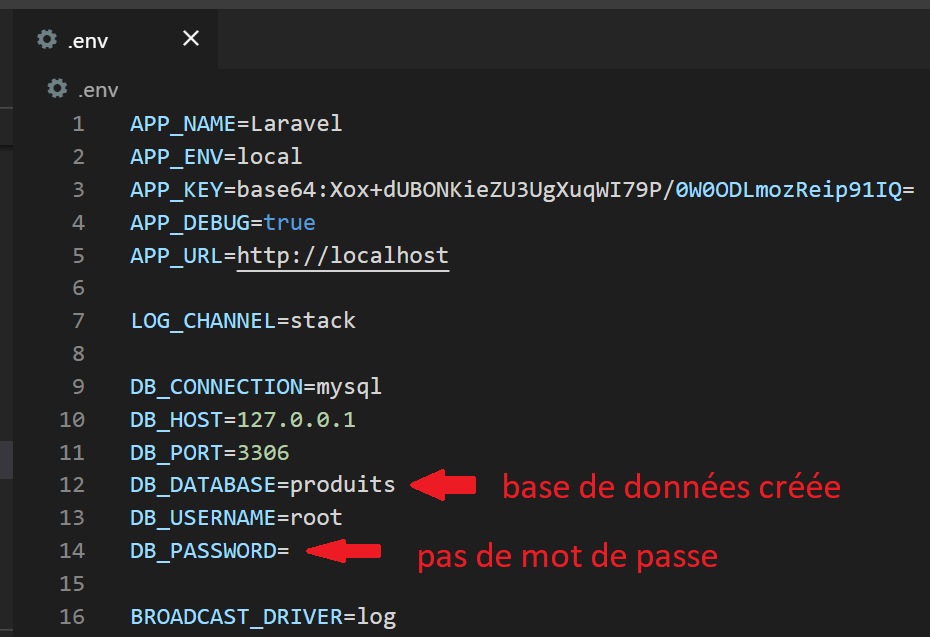 .env
.env
1 APP_NAME=Laravel
2 APP_ENV=local
3 APP_KEY=base64:Xox+dUBONKieZU3UgXuqWI79P/0W0ODLmozReip91IQ=
4 APP_DEBUG=true
5 APP_URL=http://localhost
6
7 LOG_CHANNEL=stack
8
9 DB_CONNECTION=mysql
10 DB_HOST=127.0.0.1
11 DB_PORT=3306
12 DB_DATABASE=produits base de données créée
13 DB_USERNAME=root
14 DB_PASSWORD= pas de mot de passe
15
16 BROADCAST_DRIVER=log